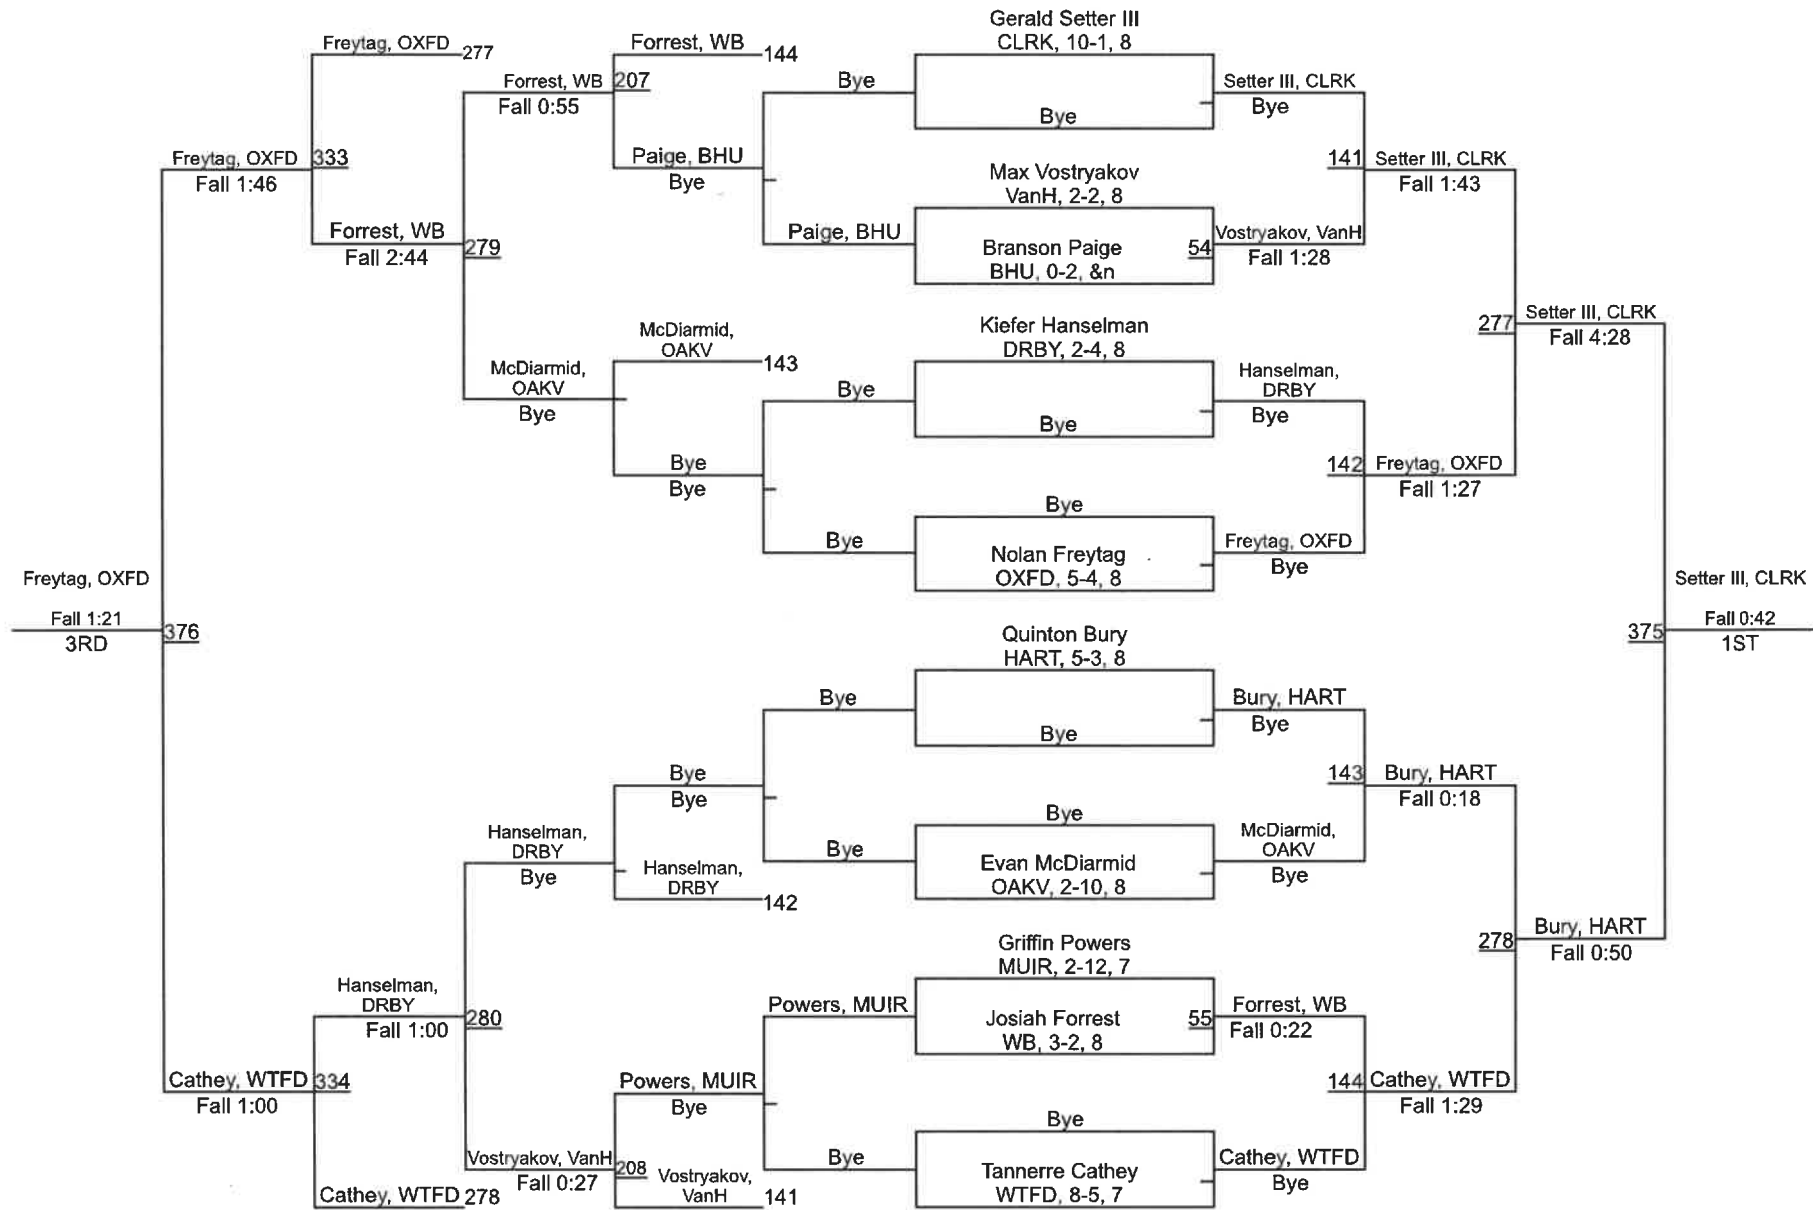 Gerald Setter III
CLRK, 10-1, 8
Freytag, OXFD
277
Forrest, WB
144
Forrest, WB
207
Fall 0:55
Bye
Bye
Setter III, CLRK
Bye
Freytag, OXFD
333
Fall 1:46
Paige, BHU
Bye
Max Vostryakov
VanH, 2-2, 8
141
Setter III, CLRK
Fall 1:43
Forrest, WB
279
Fall 2:44
Paige, BHU
Branson Paige
BHU, 0-2, &n
54
Vostryakov, VanH
Fall 1:28
McDiarmid,
OAKV
143
Kiefer Hanselman
DRBY, 2-4, 8
277
Setter III, CLRK
Fall 4:28
McDiarmid,
OAKV
Bye
Bye
Bye
Hanselman,
DRBY
Bye
Bye
Bye
142
Freytag, OXFD
Fall 1:27
Bye
Bye
Nolan Freytag
OXFD, 5-4, 8
Freytag, OXFD
Bye
Freytag, OXFD
Fall 1:21
376
3RD
Setter III, CLRK
375
Fall 0:42
1ST
Quinton Bury
HART, 5-3, 8
Bye
Bye
Bury, HART
Bye
Bye
Bye
143
Bury, HART
Fall 0:18
Hanselman,
DRBY
Bye
Hanselman,
DRBY
142
Bye
Bye
Evan McDiarmid
OAKV, 2-10, 8
McDiarmid,
OAKV
Bye
Griffin Powers
MUIR, 2-12, 7
278
Bury, HART
Fall 0:50
Hanselman,
DRBY
280
Fall 1:00
Powers, MUIR
Josiah Forrest
WB, 3-2, 8
55
Forrest, WB
Fall 0:22
Cathey, WTFD
334
Fall 1:00
Powers, MUIR
Bye
144
Cathey, WTFD
Fall 1:29
Bye
Vostryakov, VanH
208
Fall 0:27
Vostryakov,
VanH
141
Bye
Tannerre Cathey
WTFD, 8-5, 7
Cathey, WTFD
Bye
Cathey, WTFD
278